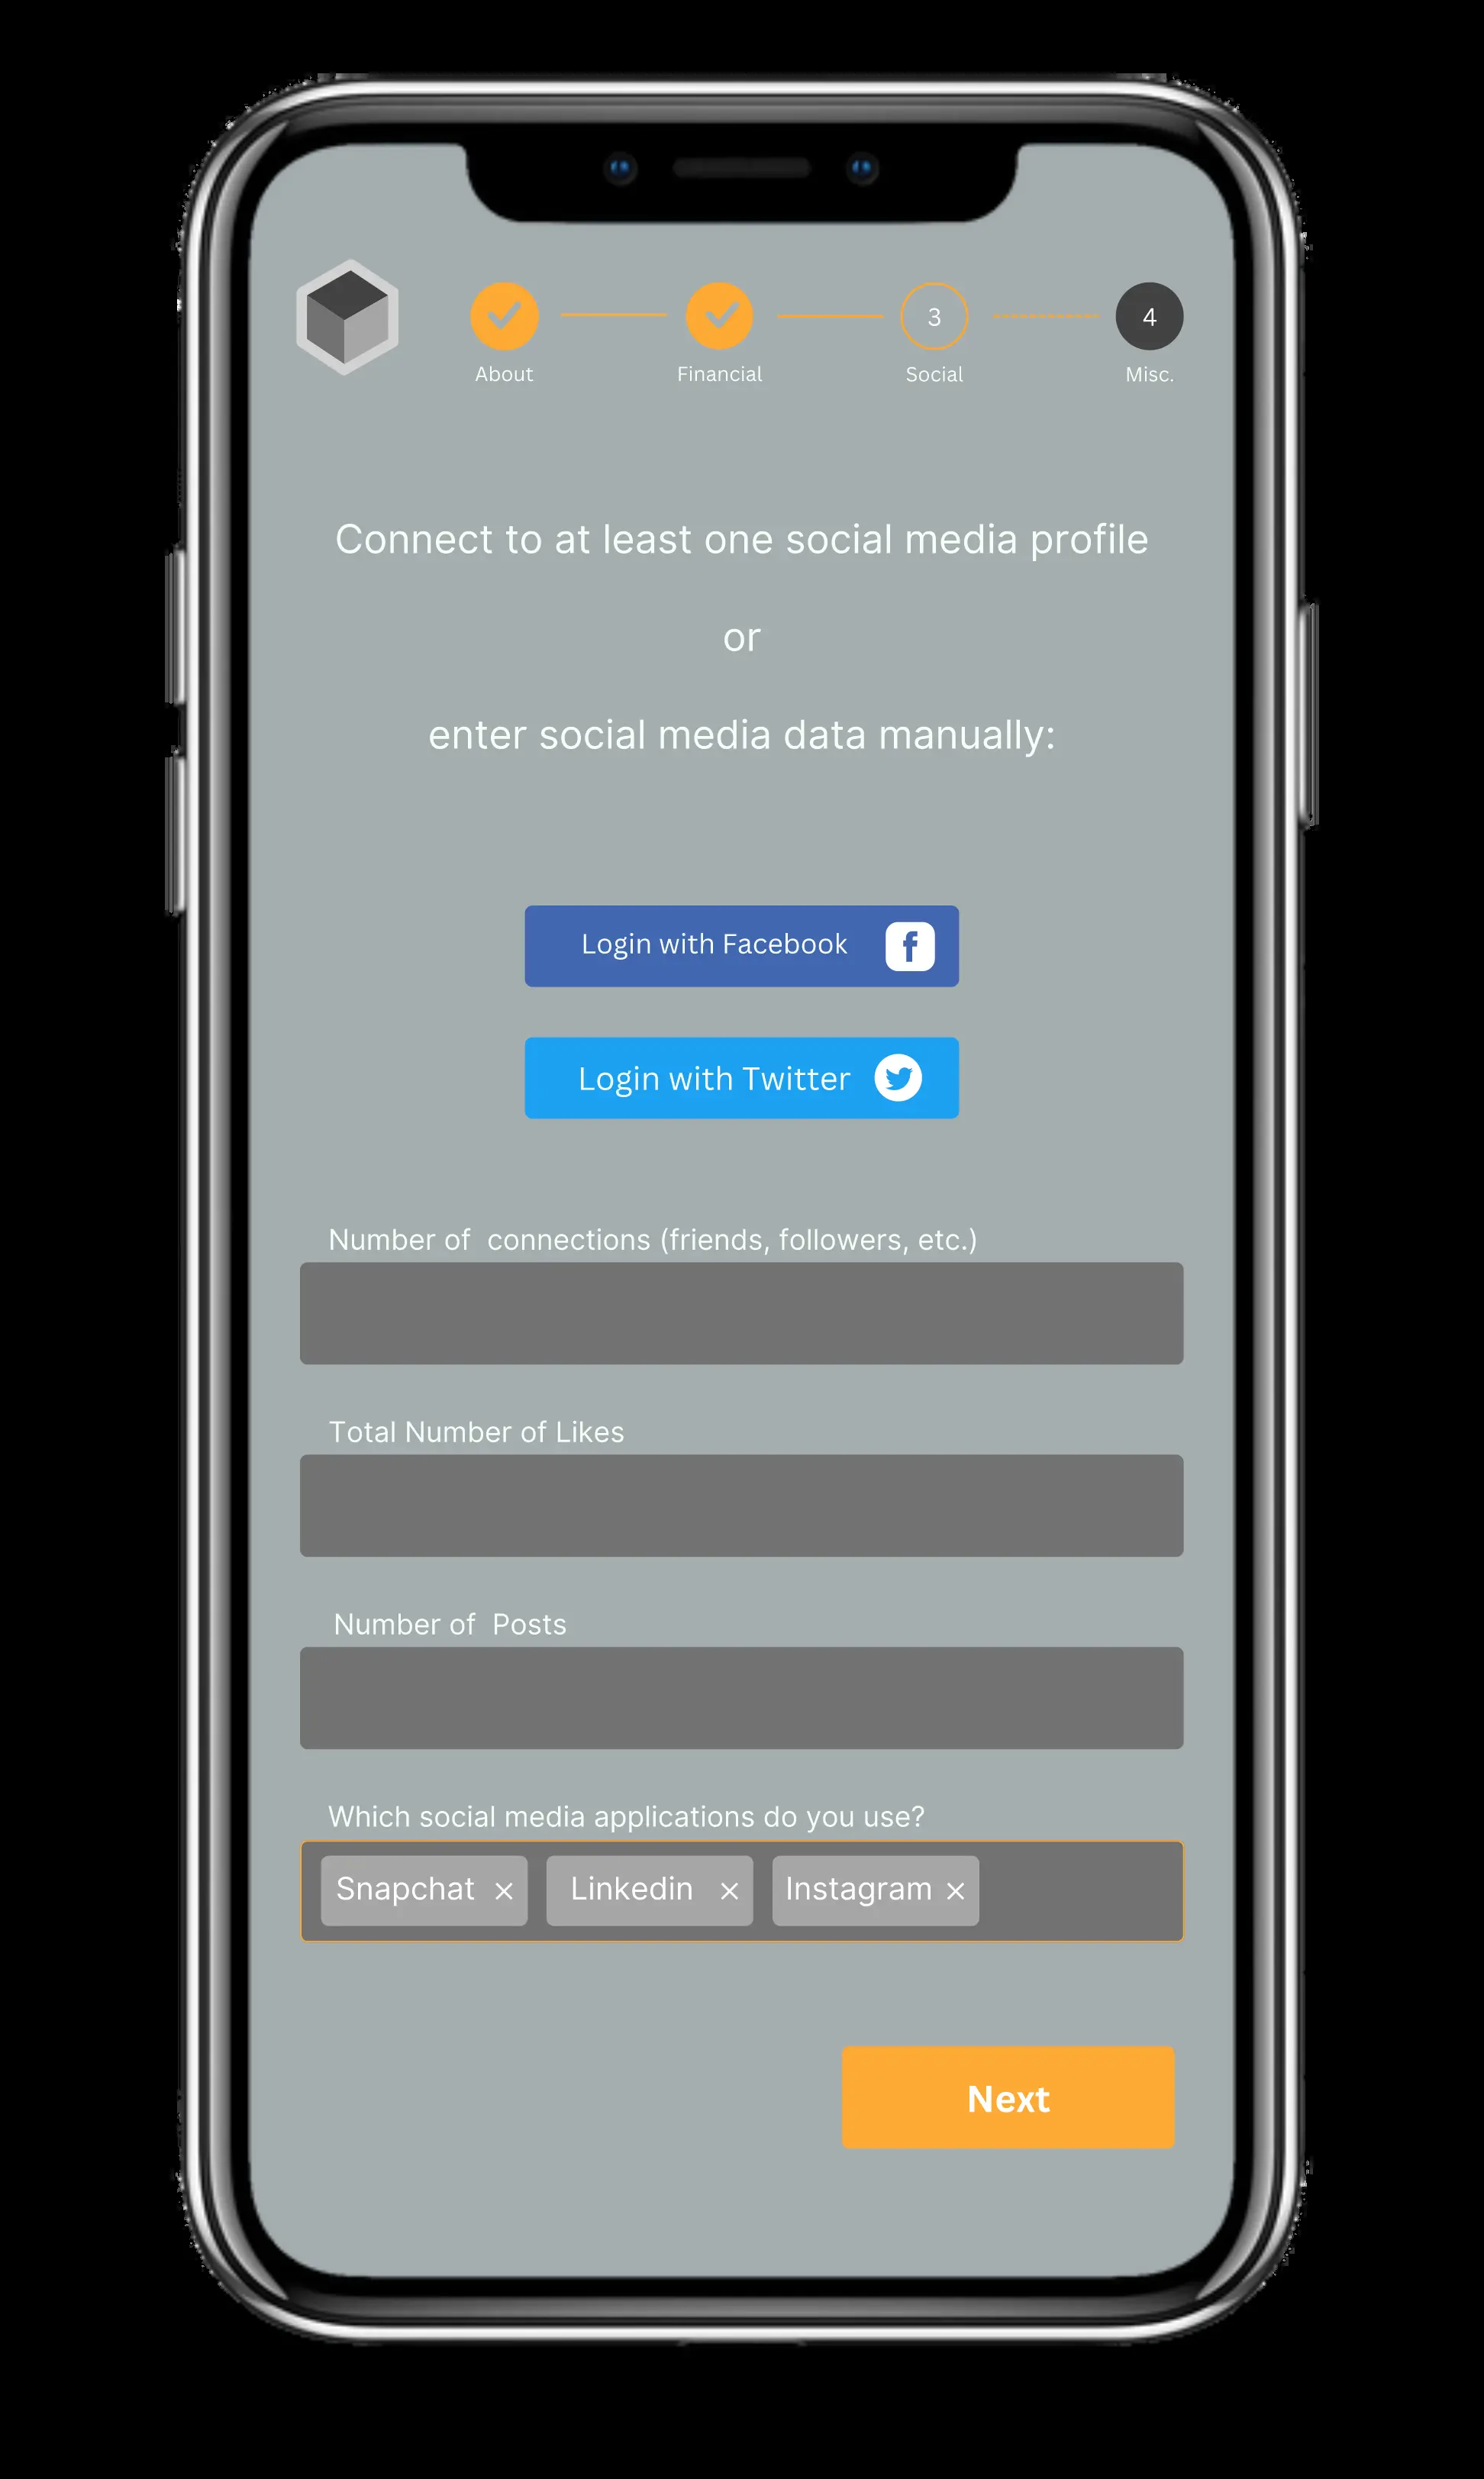 3
4
About
Financial
Social
Misc.
Connect to at least one social media profile
or
enter social media data manually:
Login with Facebook
Login with Twitter
Number of  connections (friends, followers, etc.)
Total Number of Likes
Number of  Posts
Which social media applications do you use?
Snapchat × Linkedin × Instagram ×
Next